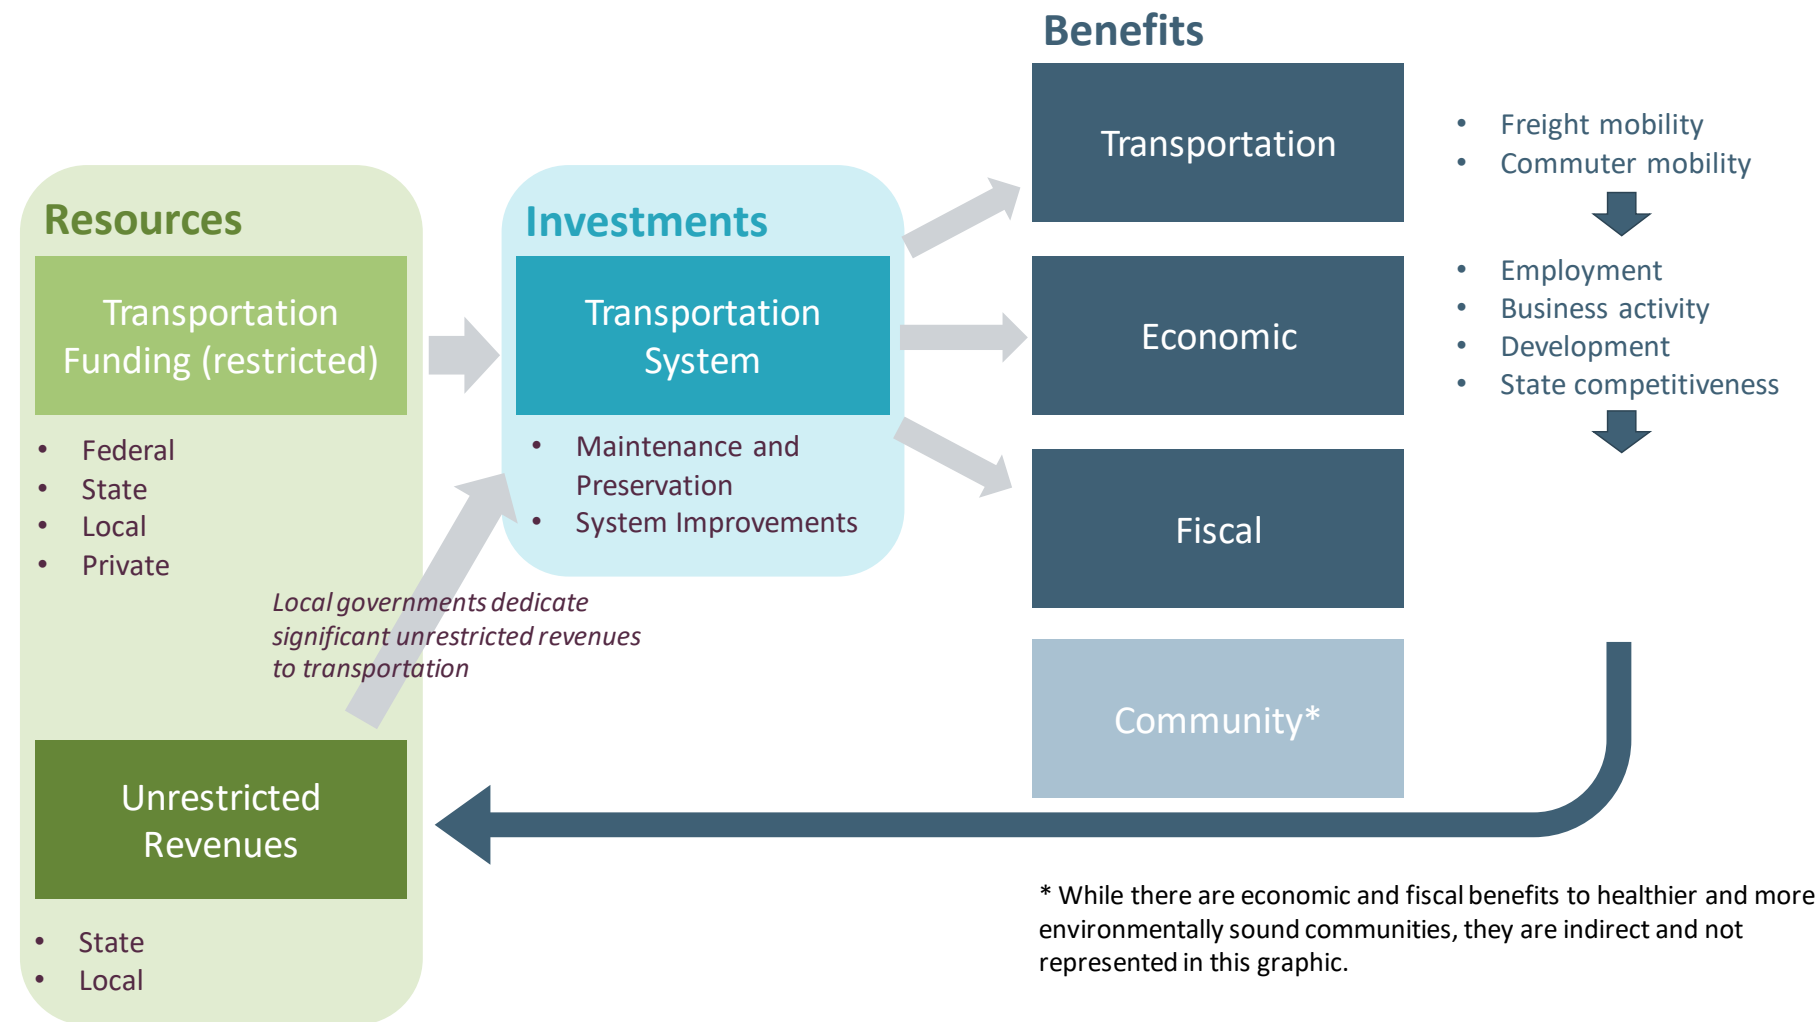 Resources
Transportation
Funding (restricted)
• Federal
• State
• Local
• Private
Local governments dedicate
significant unrestricted revenues
to transportation
Unrestricted
Revenues
• State
• Local
Investments
Transportation
System
• Maintenance and
Preservation
• System Improvements
Benefits
Transportation
• Freight mobility
• Commuter mobility
Economic
• Employment
• Business activity
• Development
• State competitiveness
Fiscal
Community*
* While there are economic and fiscal benefits to healthier and more
environmentally sound communities, they are indirect and not
represented in this graphic.